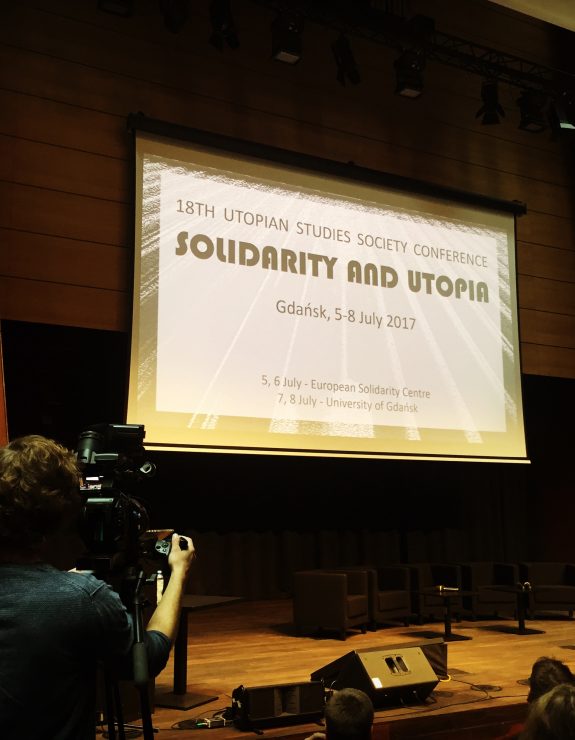 18TH UTOPIAN STUDIES SOCIETY CONFERENCE
SOLIDARITY AND UTOPIA
Gdańsk, 5-8 July 2017
5, 6 July - European Solidarity Centre
7, 8 July - University of Gdańsk